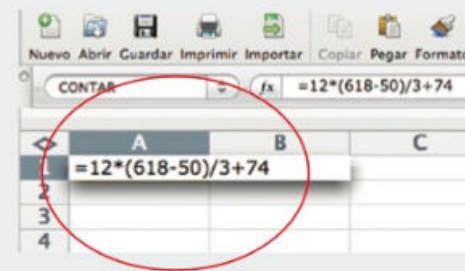 Nuevo Abrir Guardar Imprimir Importar Copiar Pegar Formato
CONTAR fx =12*(618-50)/3+74
A B C
1 =12*(618-50)/3+74
2
3
4